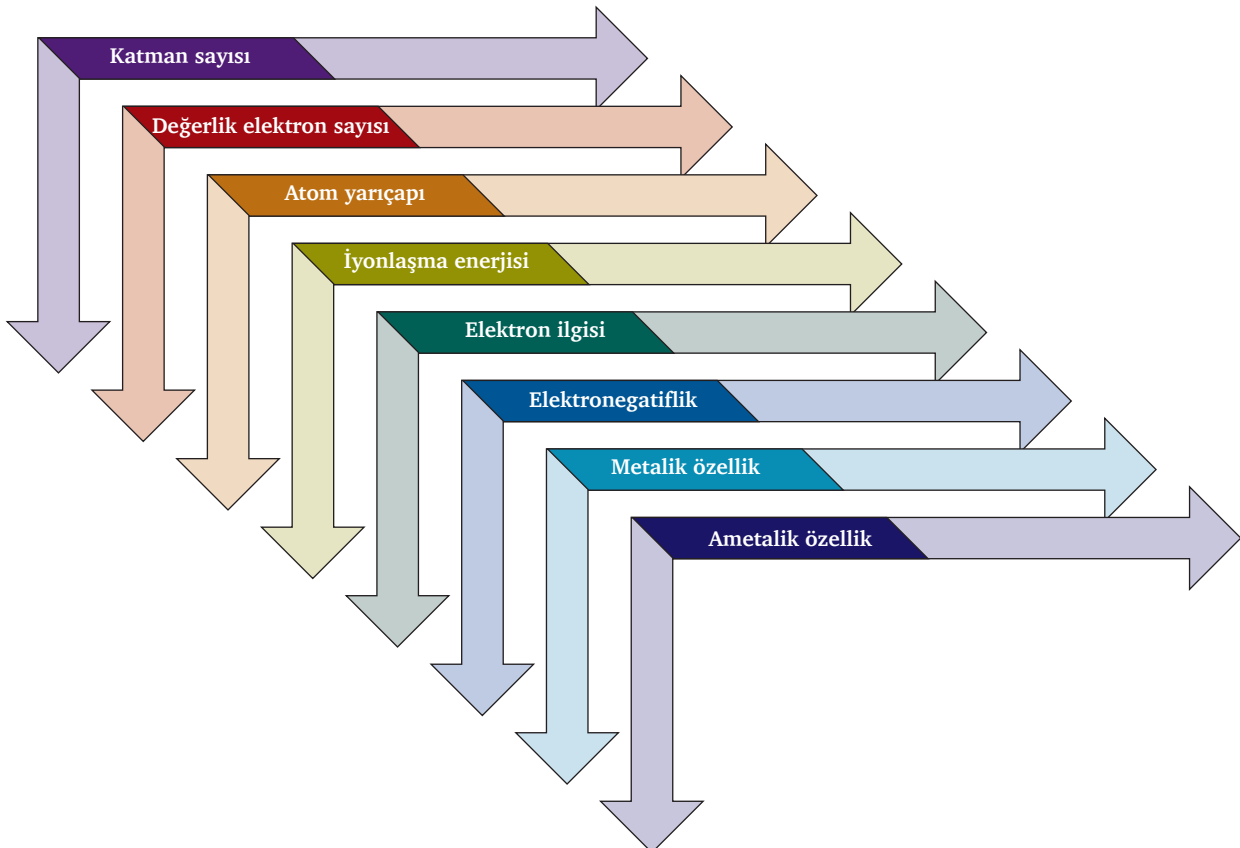 Katman sayısı
Değerlik elektron sayısı
Atom yarıçapı
İyonlaşma enerjisi
Elektron ilgisi
Elektronegatiflik
Metalik özellik
Ametalik özellik